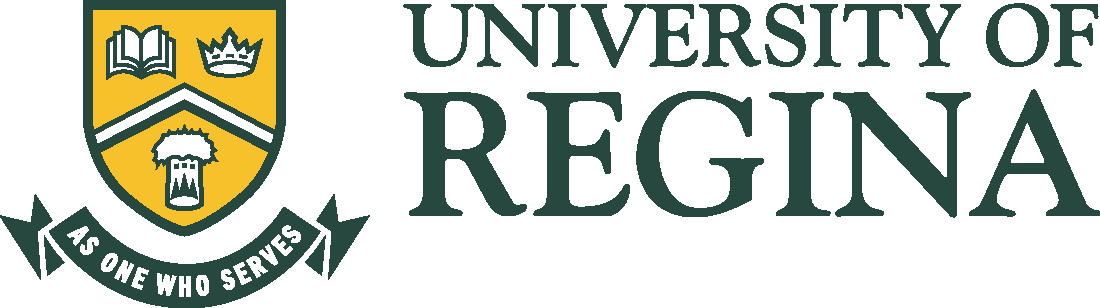 UNIVERSITY OF
REGINA
AS ONE WHO SERVES